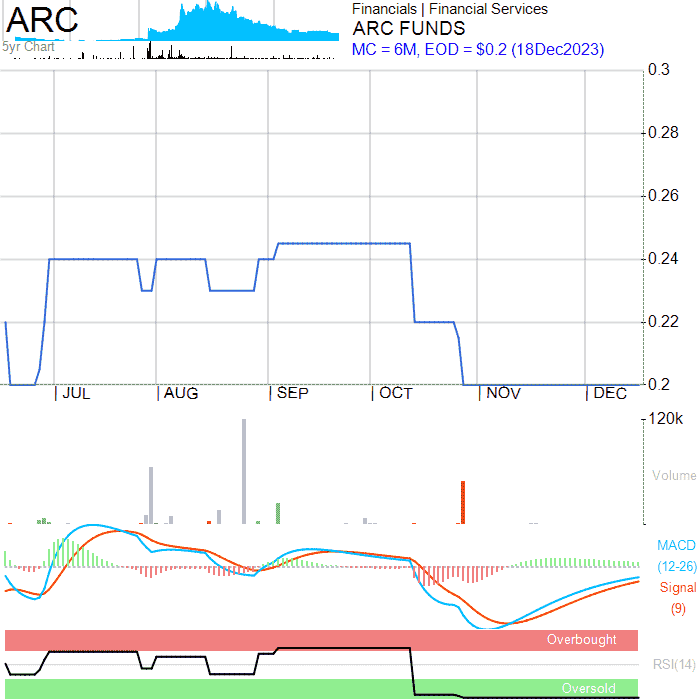 ARC
5yr Chart
Financials | Financial Services
ARC FUNDS
MC = 6M, EOD = $0.2 (18Dec2023)
0.3
0.28
0.26
0.24
0.22
0.2
| JUL | AUG | SEP | OCT | NOV | DEC
120k
Volume
MACD
(12-26)
Signal
(9)
Overbought
RSI(14)
Oversold